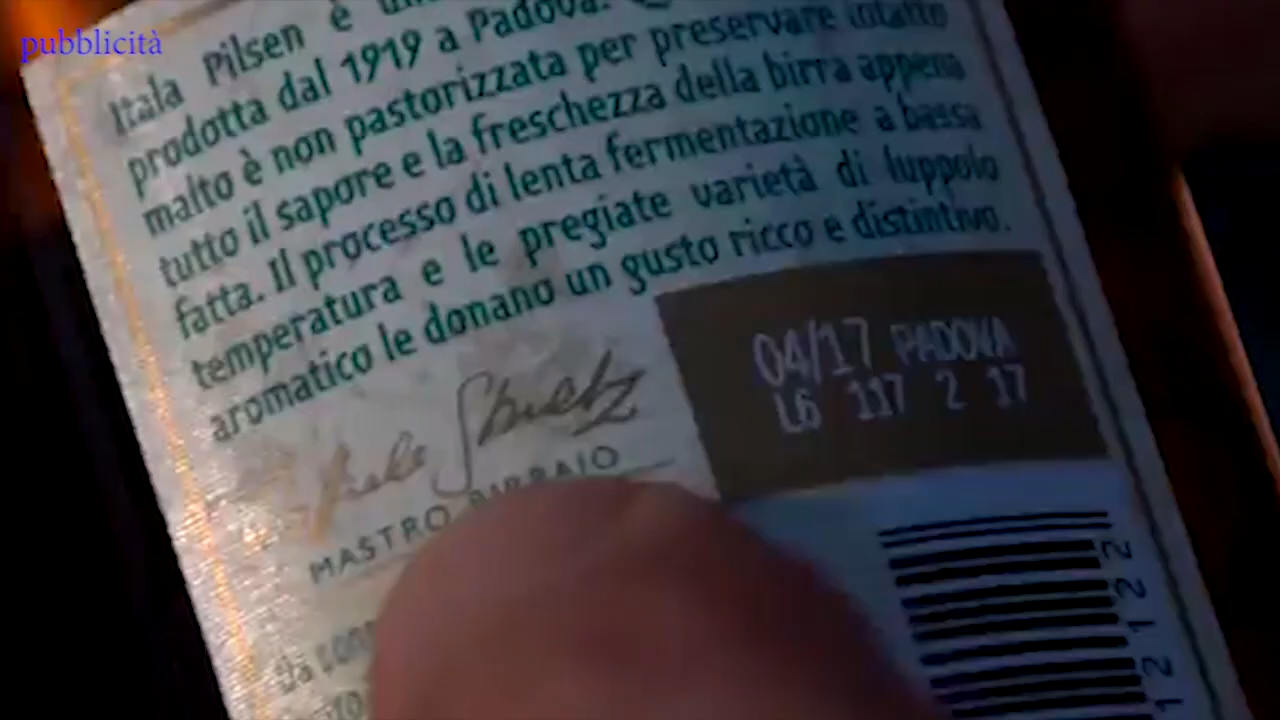 pubblicità
Itala Pilsen è
prodotta dal 1919 a Padova.
malto è non pastorizzata per preservare intatto
tutto il sapore e la freschezza della birra appena
fatta. Il processo di lenta fermentazione a bassa
temperatura e le pregiate varietà di luppolo
aromatico le donano un gusto ricco e distintivo.
04/17 PADOVA
L6 117 2 17
MASTRO BIRRAIO